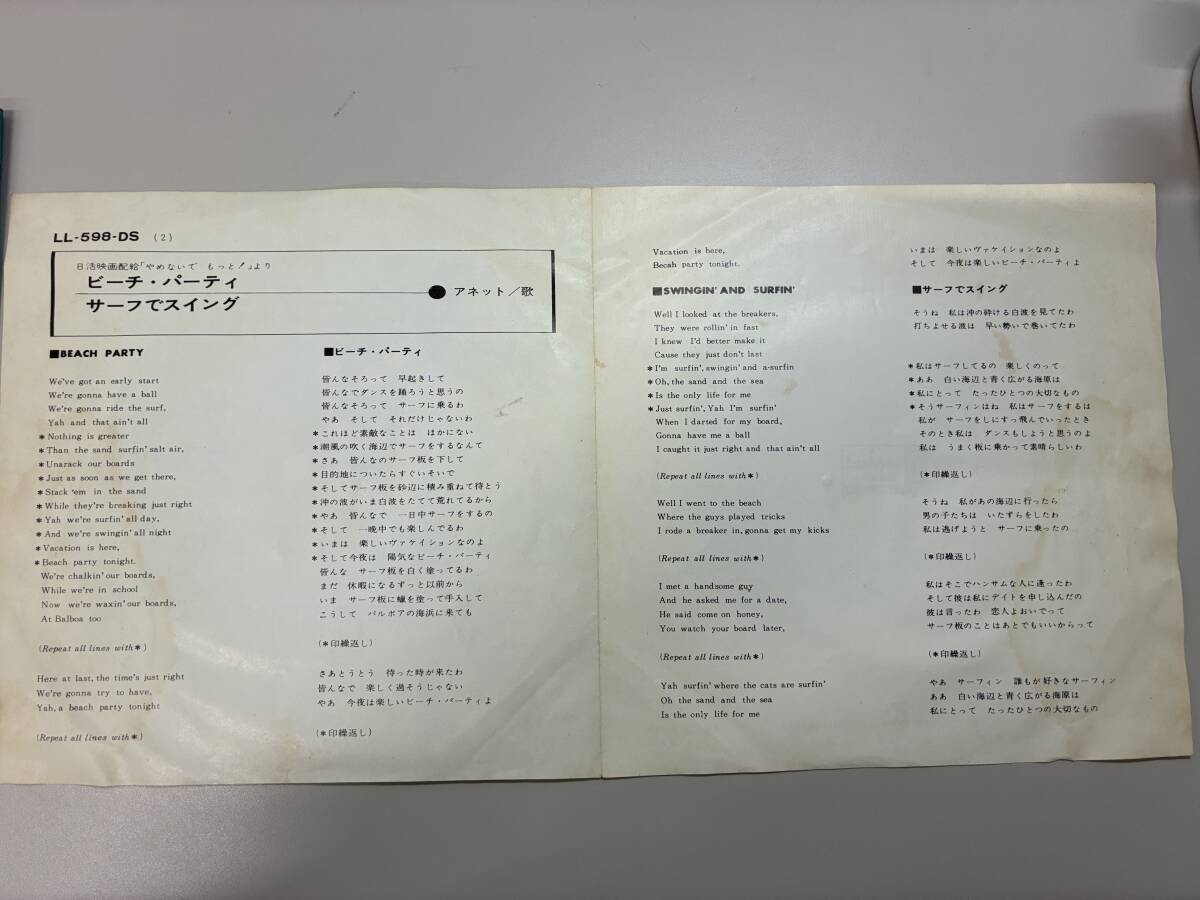 LL-598-DS (2)
日活映画配給「やめないで もっと!」より
ビーチ・パーティ
サーフでスイング
アネット/歌
■BEACH PARTY
We've got an early start
We're gonna have a ball
We're gonna ride the surf,
Yah and that ain't all
*Nothing is greater
*Than the sand surfin' salt air,
*Unarack our boards
*Just as soon as we get there,
*Stack 'em in the sand
*While they're breaking just right
*Yah we're surfin' all day,
*And we're swingin' all night
*Vacation is here,
*Beach party tonight.
We're chalkin' our boards,
While we're in school
Now we're waxin' our boards,
At Balboa too
(Repeat all lines with*)
Here at last, the time's just right
We're gonna try to have,
Yah, a beach party tonight
(Repeat all lines with*)
■ビーチ・パーティ
皆んなそろって 早起きして
皆んなでダンスを踊ろうと思うの
皆んなそろって サーフに乗るわ
やあ そして それだけじゃないわ
*これほど素敵なことは ほかにない
*潮風の吹く海辺でサーフをするなんて
*さあ 皆んなのサーフ板を下して
*目的地についたらすぐいそいで
*そしてサーフ板を砂辺に積み重ねて待とう
*沖の波がいま白波をたてて荒れてるから
*やあ 皆んなで 一日中サーフをするの
*そして 一晩中でも楽しんでるわ
*いまは 楽しいヴァケイションなのよ
*そして今夜は 陽気なビーチ・パーティ
皆んな サーフ板を白く塗ってるわ
まだ 休暇になるずっと以前から
いま サーフ板に蠟を塗って手入して
こうして バルボアの海浜に来ても
(*印繰返し)
さあとうとう 待った時が来たわ
皆んなで 楽しく過そうじゃない
やあ 今夜は楽しいビーチ・パーティよ
(*印繰返し)
Vacation is here,
Becah party tonight.
■SWINGIN' AND SURFIN'
Well I looked at the breakers,
They were rollin' in fast
I knew I'd better make it
Cause they just don't last
*I'm surfin', swingin' and a-surfin
*Oh, the sand and the sea
*Is the only life for me
*Just surfin', Yah I'm surfin'
When I darted for my board,
Gonna have me a ball
I caught it just right and that ain't all
(Repeat all lines with*)
Well I went to the beach
Where the guys played tricks
I rode a breaker in, gonna get my kicks
(Repeat all lines with*)
I met a handsome guy
And he asked me for a date,
He said come on honey,
You watch your board later,
(Repeat all lines with*)
Yah surfin' where the cats are surfin'
Oh the sand and the sea
Is the only life for me
いまは 楽しいヴァケイションなのよ
そして 今夜は楽しいビーチ・パーティよ
■サーフでスイング
そうね 私は沖の砕ける白波を見てたわ
打ちよせる波は 早い勢いで巻いてたわ
*私はサーフしてるの 楽しくのって
*ああ 白い海辺と青く広がる海原は
*私にとって たったひとつの大切なもの
*そうサーフィンはね 私はサーフをするは
私が サーフをしにすっ飛んでいったとき
そのとき私は ダンスもしようと思うのよ
私は うまく板に乗かって素晴らしいわ
(*印繰返し)
そうね 私があの海辺に行ったら
男の子たちは いたずらをしたわ
私は逃げようと サーフに乗ったの
(*印繰返し)
私はそこでハンサムな人に逢ったわ
そして彼は私にデイトを申し込んだの
彼は言ったわ 恋人よおいでって
サーフ板のことはあとでもいいからって
(*印繰返し)
やあ サーフィン 誰もが好きなサーフィン
ああ 白い海辺と青く広がる海原は
私にとって たったひとつの大切なもの